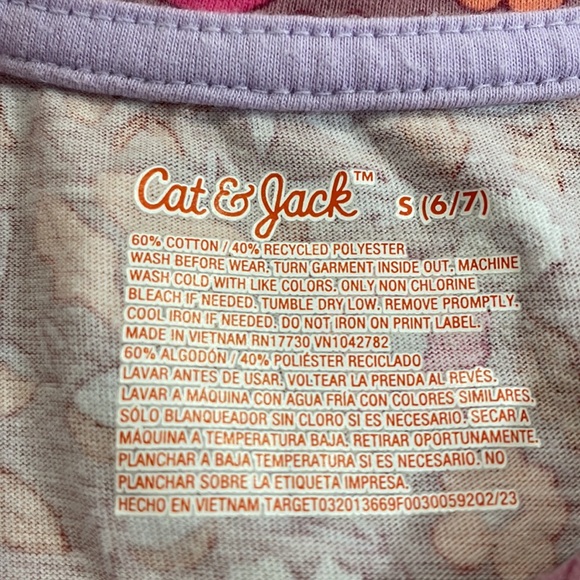 Cat & Jack™ S (6/7)
60% COTTON / 40% RECYCLED POLYESTER
WASH BEFORE WEAR. TURN GARMENT INSIDE OUT. MACHINE
WASH COLD WITH LIKE COLORS. ONLY NON CHLORINE
BLEACH IF NEEDED. TUMBLE DRY LOW. REMOVE PROMPTLY.
COOL IRON IF NEEDED. DO NOT IRON ON PRINT LABEL.
MADE IN VIETNAM RN17730 VN1042782
60% ALGODÓN / 40% POLIÉSTER RECICLADO
LAVAR ANTES DE USAR. VOLTEAR LA PRENDA AL REVÉS.
LAVAR A MÁQUINA CON AGUA FRÍA CON COLORES SIMILARES.
SÓLO BLANQUEADOR SIN CLORO SI ES NECESARIO. SECAR A
MÁQUINA A TEMPERATURA BAJA. RETIRAR OPORTUNAMENTE.
PLANCHAR A BAJA TEMPERATURA SI ES NECESARIO. NO
PLANCHAR SOBRE LA ETIQUETA IMPRESA.
HECHO EN VIETNAM TARGET032013669F0030059202/23